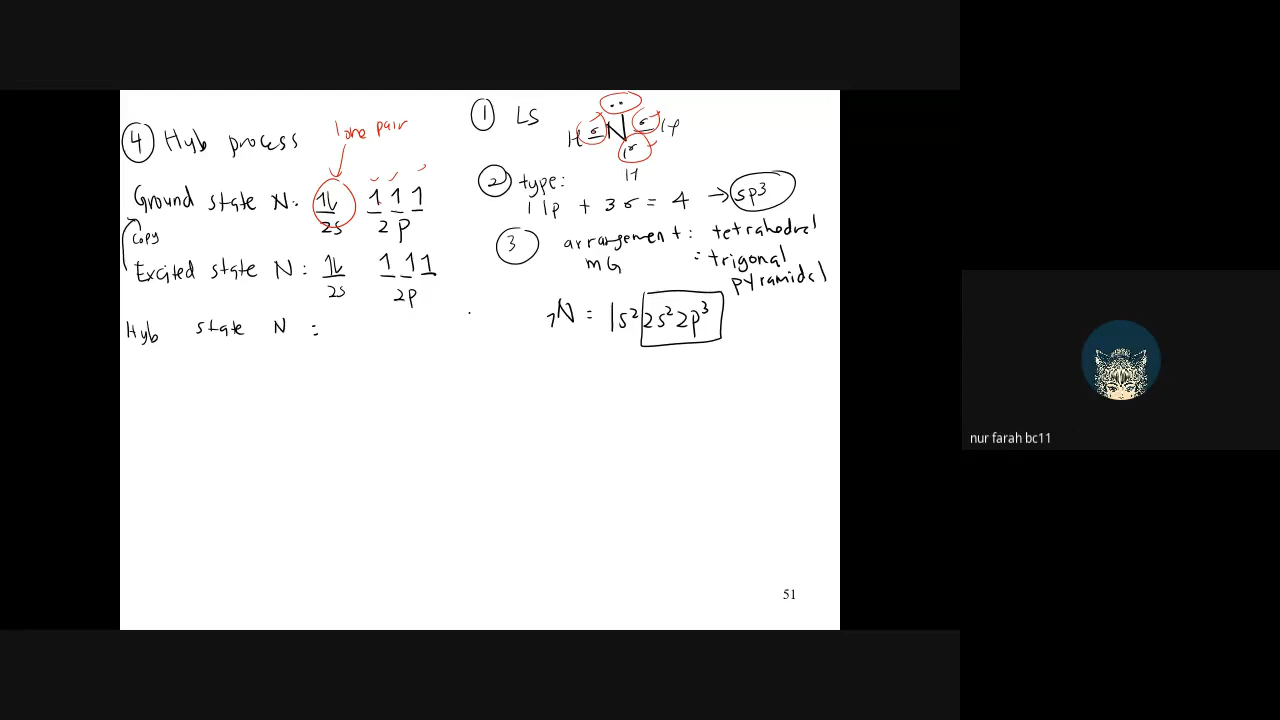 ④ Hyb process
1 lone pair
Ground state N: 1l 1 1 1
2s 2p
copy
Excited state N: 1l 1 1 1
2s 2p
Hyb state N :
① LS
H σ N σ H
σ
H
② type:
1 lp + 3 σ = 4 → sp³
③ arrangement : tetrahedral
MG : trigonal
pyramidal
₇N = 1s² 2s² 2p³
51
nur farah bc11